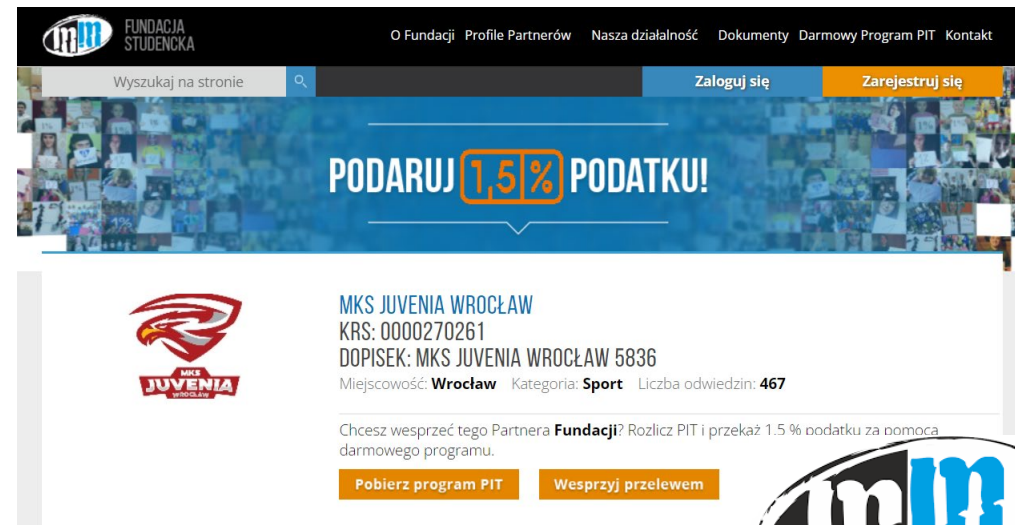 FUNDACJA
STUDENCKA
O Fundacji Profile Partnerów Nasza działalność Dokumenty Darmowy Program PIT Kontakt
Wyszukaj na stronie
Zaloguj się
Zarejestruj się
PODARUJ 1,5 % PODATKU!
MKS JUVENIA WROCŁAW
KRS: 0000270261
DOPISEK: MKS JUVENIA WROCŁAW 5836
Miejscowość: Wrocław Kategoria: Sport Liczba odwiedzin: 467
MKS
JUVENIA
WROCŁAW
Chcesz wesprzeć tego Partnera Fundacji? Rozlicz PIT i przekaż 1.5 % podatku za pomocą
darmowego programu.
Pobierz program PIT
Wesprzyj przelewem